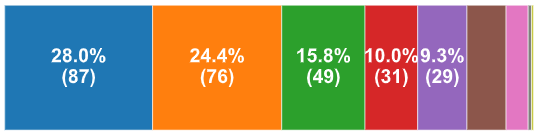 28.0% 24.4% 15.8% 10.0% 9.3%
(87) (76) (49) (31) (29)